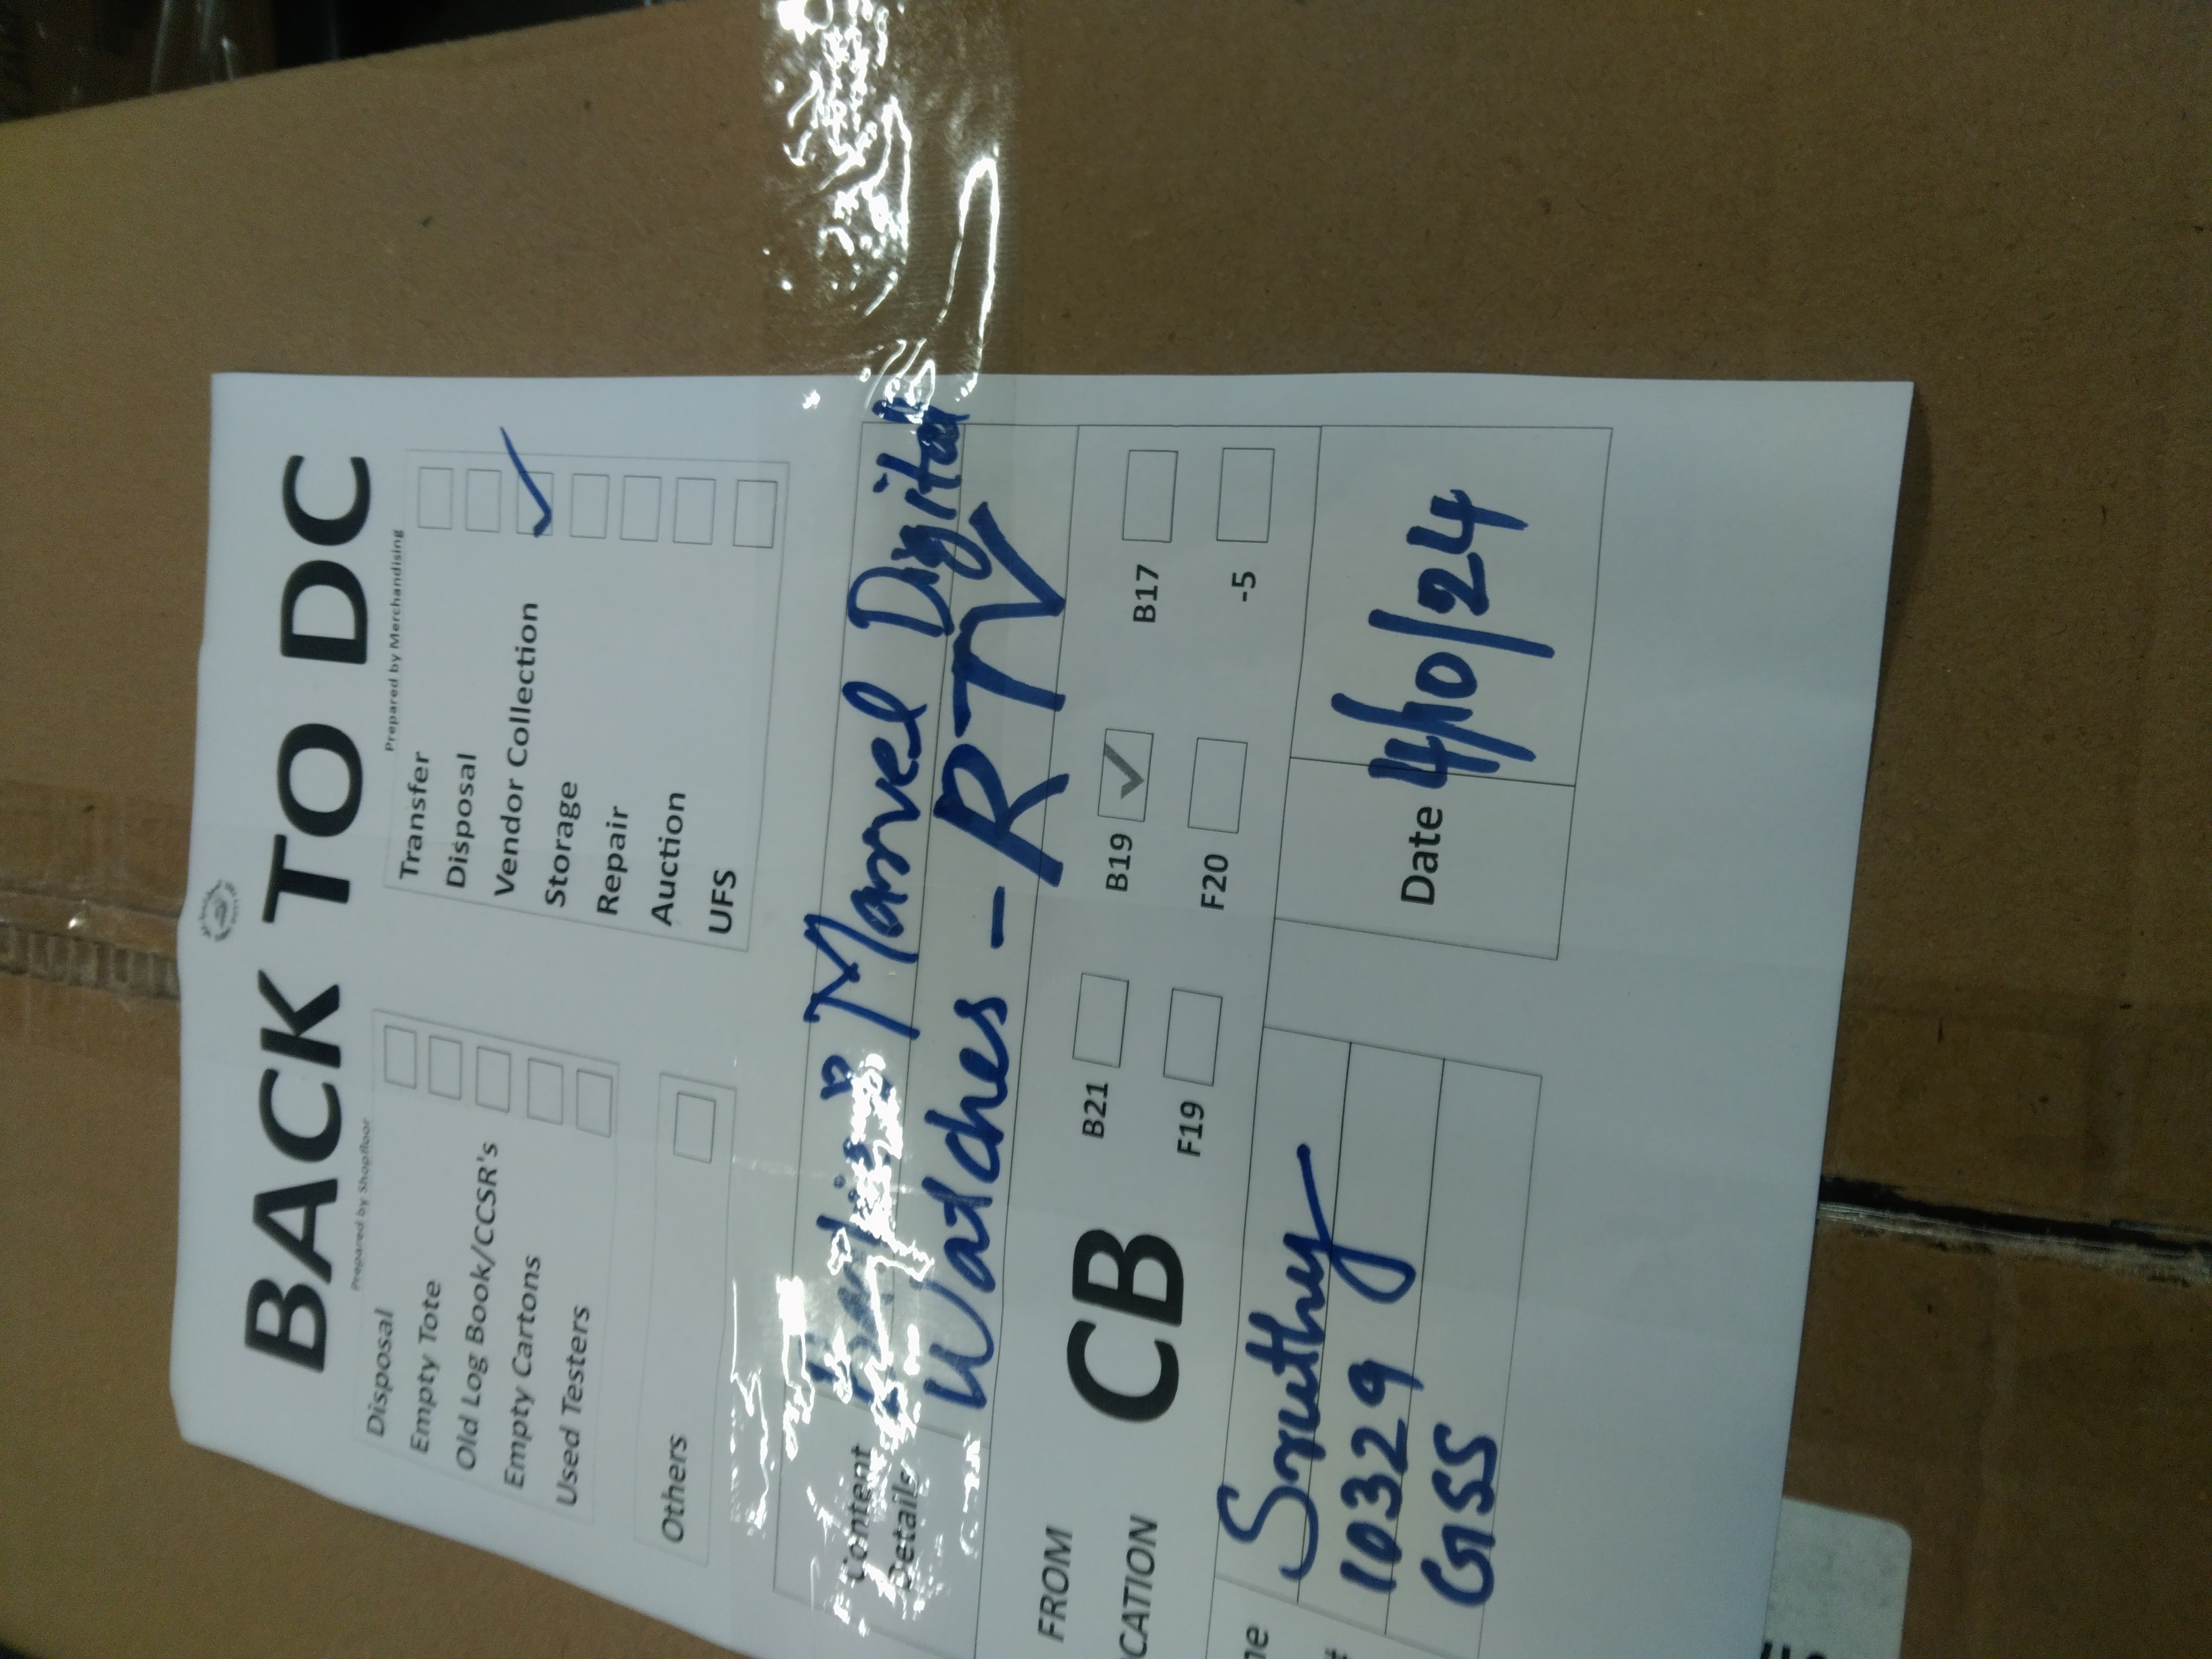 BACK TO DC
Prepared by Shopfloor
Disposal
Empty Tote
Old Log Book/CCSR's
Empty Cartons
Used Testers
Others
Prepared by Merchandising
Transfer
Disposal
Vendor Collection
Storage
Repair
Auction
UFS
Content Details
& Marvel Digital
Watches - RTV
FROM
CATION
CB
B21 B19 B17
F19 F20 -5
Sruthy
10329
GSS
Date 4/10/24